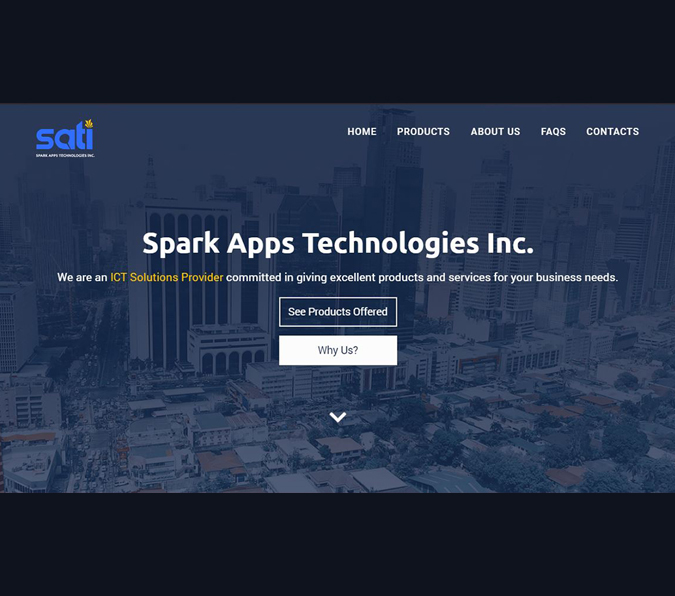 sati
SPARK APPS TECHNOLOGIES INC.
HOME PRODUCTS ABOUT US FAQS CONTACTS
Spark Apps Technologies Inc.
We are an ICT Solutions Provider committed in giving excellent products and services for your business needs.
See Products Offered
Why Us?